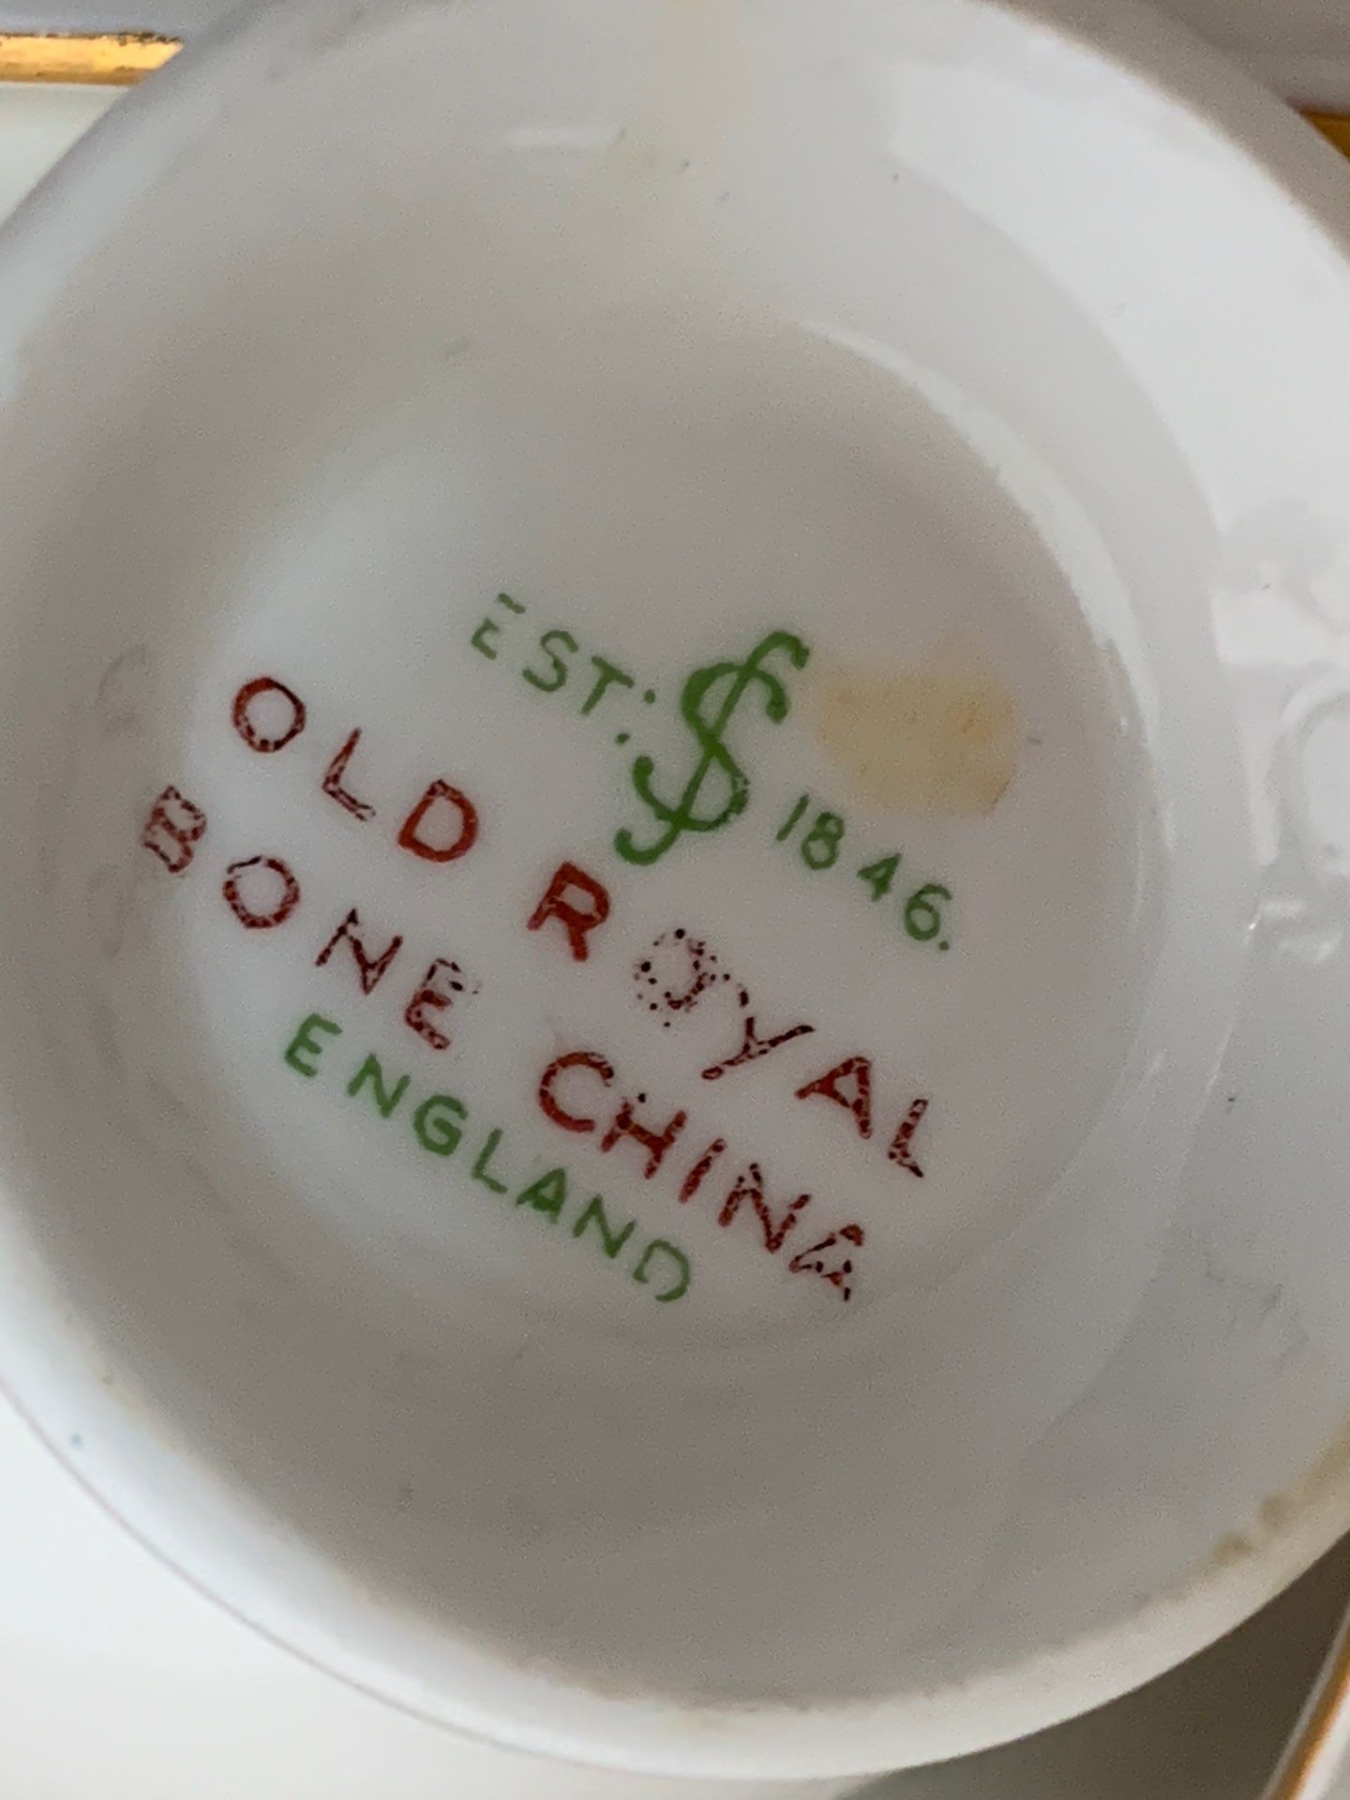 EST: S 1846.
OLD ROYAL
BONE CHINA
ENGLAND